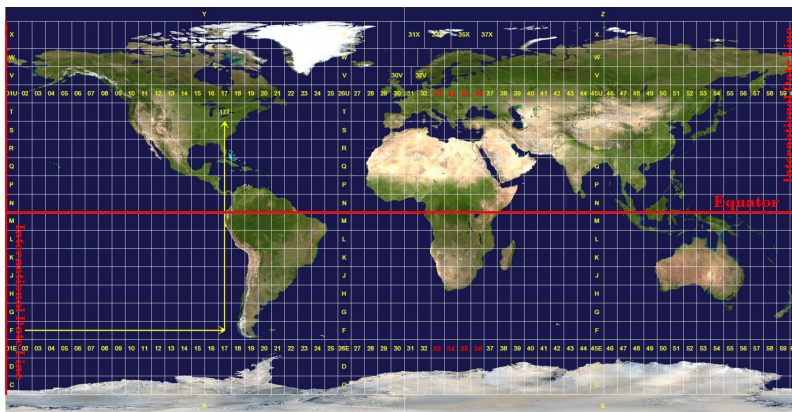 Y Z
X X 31X 33X 35X 37X X
W W W
V V 30V 32V V
01U 02 03 04 05 06 07 08 09 10 11 12 13 14 15 16 17 18 19 20 21 22 23 24 25 26U 27 28 29 30 31 32 33 34 35 36 37 38 39 40 41 42 43 44 45U 46 47 48 49 50 51 52 53 54 55 56 57 58 59
T 17T T T
S S S
R R R
Q Q Q
P P P
N N N
Equator
M M M
L L L
K K K
J J J
H H H
G G G
F F F
01E 02 03 04 05 06 07 08 09 10 11 12 13 14 15 16 17 18 19 20 21 22 23 24 25 26E 27 28 29 30 31 32 33 34 35 36 37 38 39 40 41 42 43 44 45E 46 47 48 49 50 51 52 53 54 55 56 57 58 59
D D D
C C C
A B
International Date Line
International Date Line